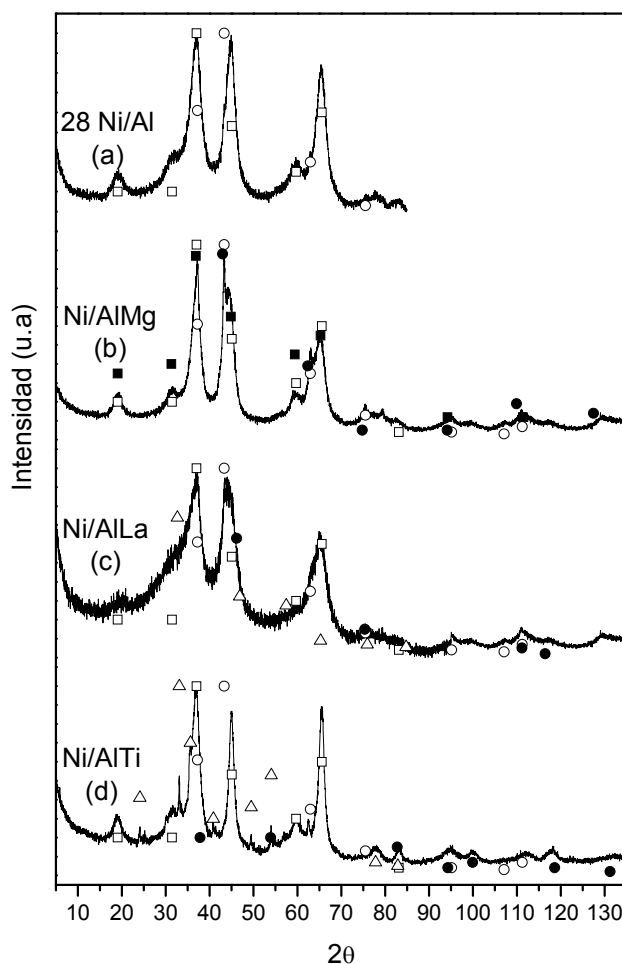 28 Ni/Al
(a)
Ni/AlMg
(b)
Ni/AlLa
(c)
Ni/AlTi
(d)
Intensidad (u.a)
10 20 30 40 50 60 70 80 90 100 110 120 130
2θ